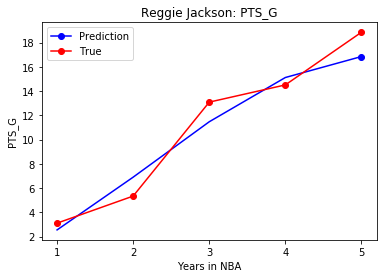 Reggie Jackson: PTS_G
Prediction
True
PTS_G
18
16
14
12
10
8
6
4
2
1 2 3 4 5
Years in NBA